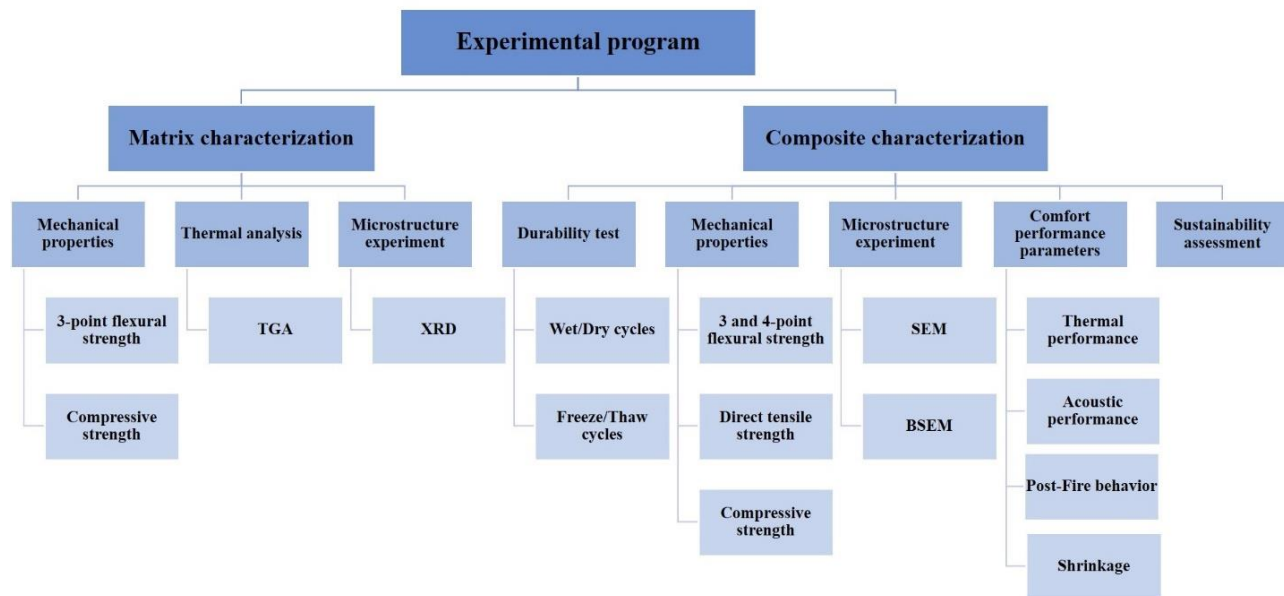 Experimental program
Matrix characterization
Composite characterization
Mechanical
properties
Thermal analysis
Microstructure
experiment
Durability test
Mechanical
properties
Microstructure
experiment
Comfort
performance
parameters
Sustainability
assessment
3-point flexural
strength
TGA
XRD
Wet/Dry cycles
3 and 4-point
flexural strength
SEM
Thermal
performance
Compressive
strength
Freeze/Thaw
cycles
Direct tensile
strength
BSEM
Acoustic
performance
Compressive
strength
Post-Fire behavior
Shrinkage